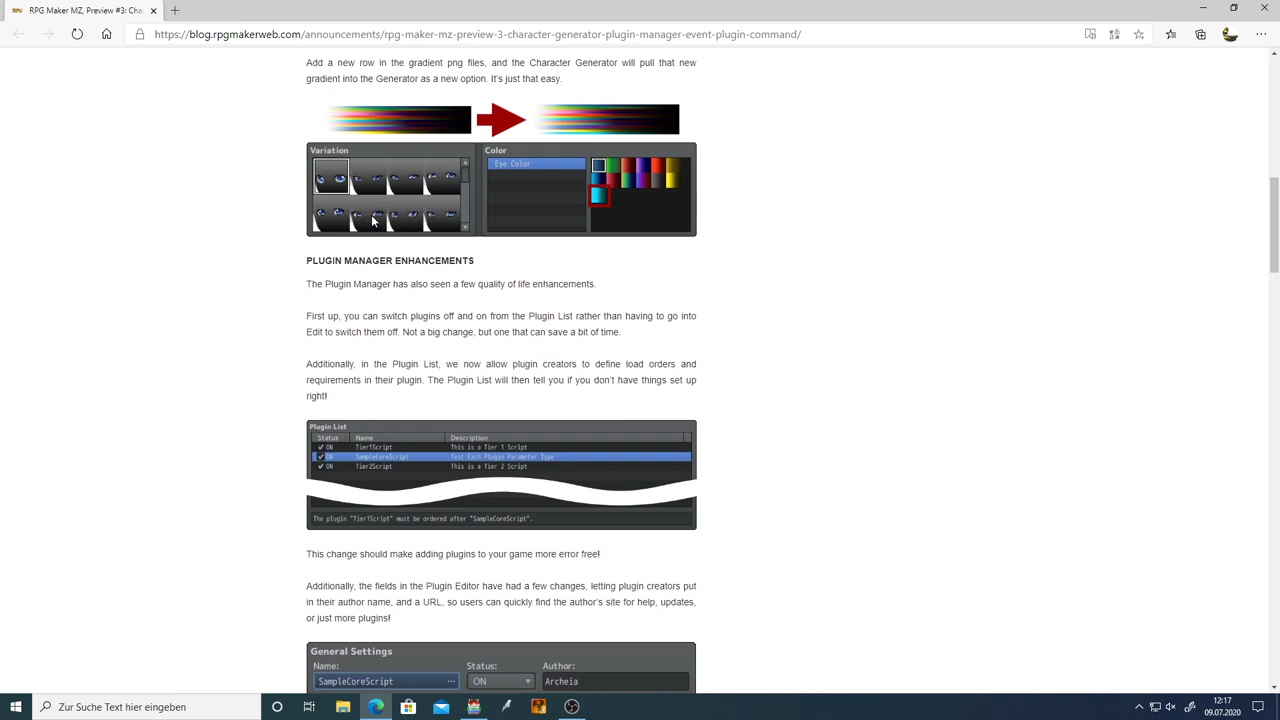 RPG Maker MZ, Preview #3: Cha
https://blog.rpgmakerweb.com/announcements/rpg-maker-mz-preview-3-character-generator-plugin-manager-event-plugin-command/
Add a new row in the gradient png files, and the Character Generator will pull that new
gradient into the Generator as a new option. It's just that easy.
Variation Color
Eye Color
PLUGIN MANAGER ENHANCEMENTS
The Plugin Manager has also seen a few quality of life enhancements.
First up, you can switch plugins off and on from the Plugin List rather than having to go into
Edit to switch them off. Not a big change, but one that can save a bit of time.
Additionally, in the Plugin List, we now allow plugin creators to define load orders and
requirements in their plugin. The Plugin List will then tell you if you don't have things set up
right!
Plugin List
Status Name Description
ON Tier1Script This is a Tier 1 Script
ON SampleCoreScript Test Each Plugin Parameter Type
ON Tier2Script This is a Tier 2 Script
The plugin "Tier1Script" must be ordered after "SampleCoreScript".
This change should make adding plugins to your game more error free!
Additionally, the fields in the Plugin Editor have had a few changes, letting plugin creators put
in their author name, and a URL, so users can quickly find the author's site for help, updates,
or just more plugins!
General Settings
Name: Status: Author:
SampleCoreScript ... ON Archeia
Zur Suche Text hier eingeben
12:17
09.07.2020